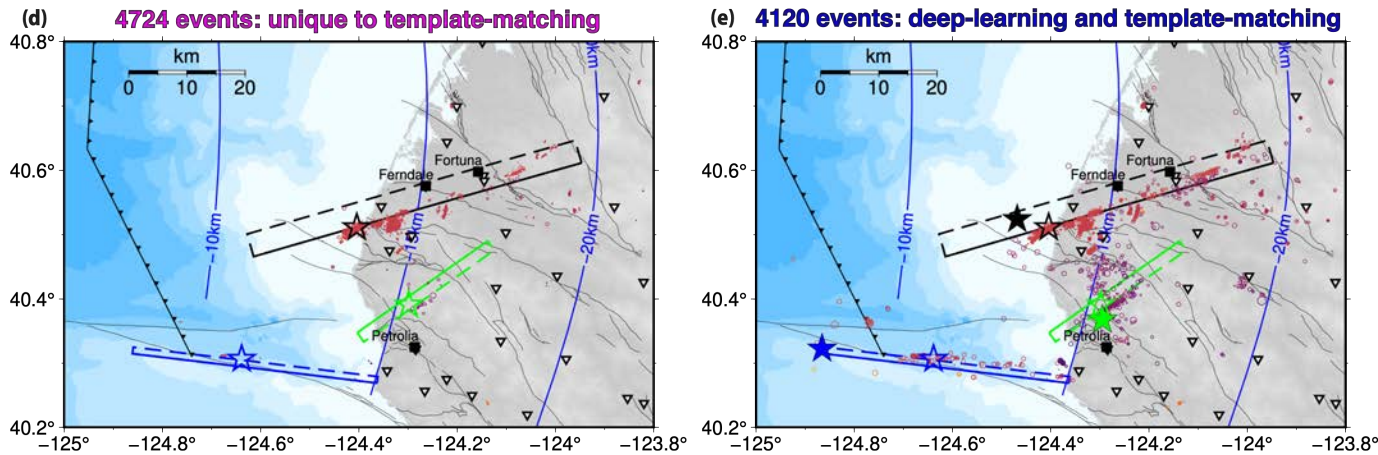 (d) 4724 events: unique to template-matching
40.8°
km
0 10 20
40.6°
Fortuna
Ferndale
−10km
−15km
−20km
40.4°
Petrolia
40.2°
−125° −124.8° −124.6° −124.4° −124.2° −124° −123.8°
(e) 4120 events: deep-learning and template-matching
40.8°
km
0 10 20
40.6°
Fortuna
Ferndale
−10km
−15km
−20km
40.4°
Petrolia
40.2°
−125° −124.8° −124.6° −124.4° −124.2° −124° −123.8°